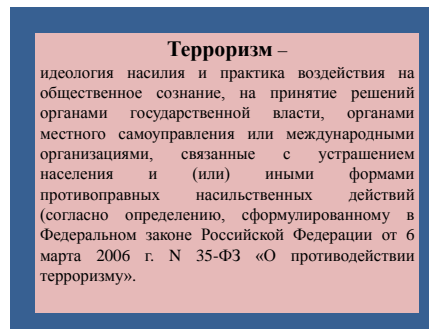 Терроризм –
идеология насилия и практика воздействия на
общественное сознание, на принятие решений
органами государственной власти, органами
местного самоуправления или международными
организациями, связанные с устрашением
населения и (или) иными формами
противоправных насильственных действий
(согласно определению, сформулированному в
Федеральном законе Российской Федерации от 6
марта 2006 г. N 35-ФЗ «О противодействии
терроризму».